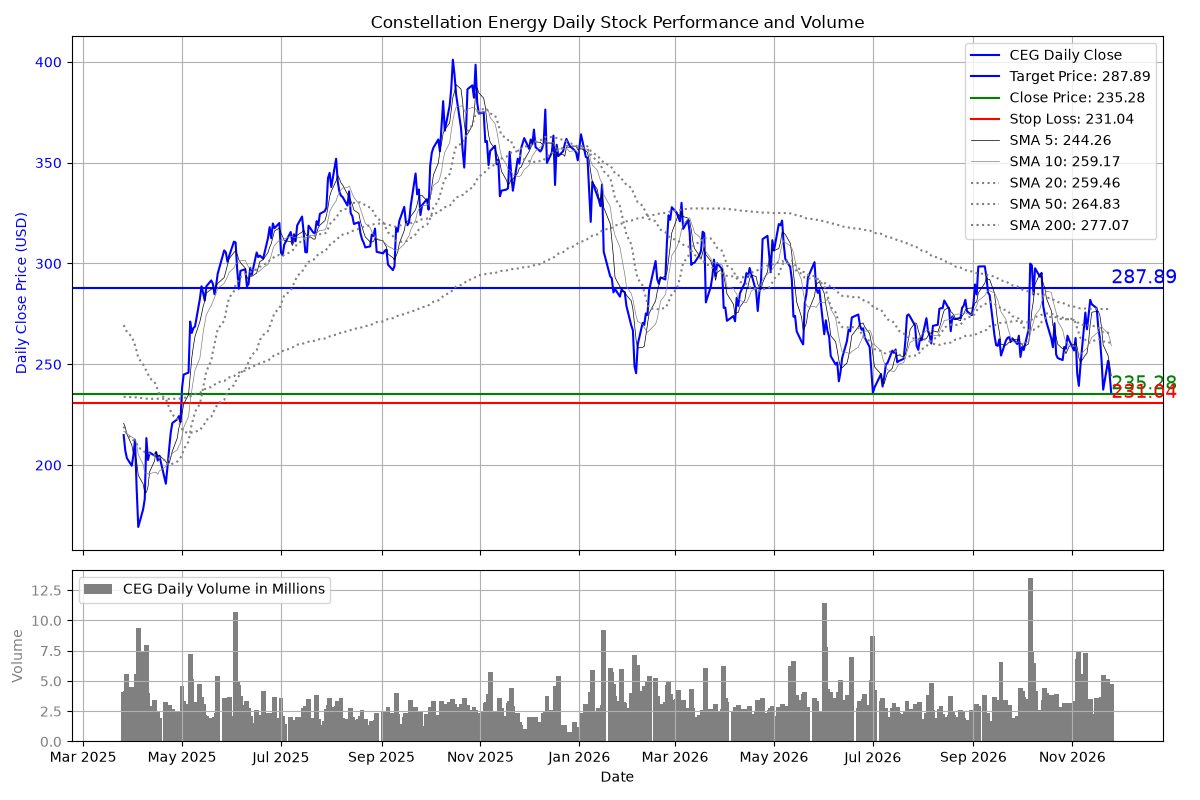 Constellation Energy Daily Stock Performance and Volume
Daily Close Price (USD)
400
350
300
250
200
CEG Daily Close
Target Price: 287.89
Close Price: 235.28
Stop Loss: 231.04
SMA 5: 244.26
SMA 10: 259.17
SMA 20: 259.46
SMA 50: 264.83
SMA 200: 277.07
287.89
235.28
231.04
Volume
12.5
10.0
7.5
5.0
2.5
0.0
CEG Daily Volume in Millions
Mar 2025 May 2025 Jul 2025 Sep 2025 Nov 2025 Jan 2026 Mar 2026 May 2026 Jul 2026 Sep 2026 Nov 2026
Date